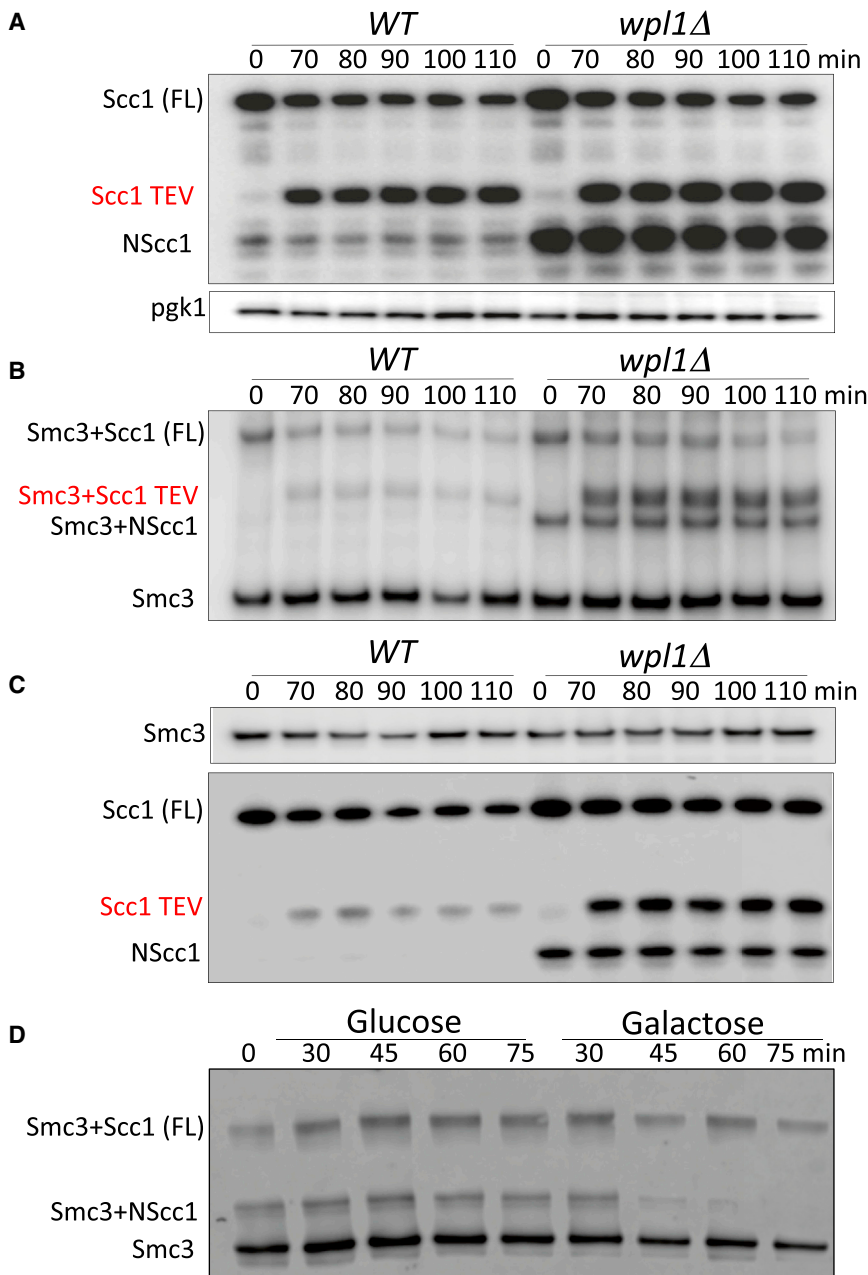 A
WT wpl1Δ
0 70 80 90 100 110 0 70 80 90 100 110 min
Scc1 (FL)
Scc1 TEV
NScc1
pgk1
B
WT wpl1Δ
0 70 80 90 100 110 0 70 80 90 100 110 min
Smc3+Scc1 (FL)
Smc3+Scc1 TEV
Smc3+NScc1
Smc3
C
WT wpl1Δ
0 70 80 90 100 110 0 70 80 90 100 110 min
Smc3
Scc1 (FL)
Scc1 TEV
NScc1
D
Glucose Galactose
0 30 45 60 75 30 45 60 75 min
Smc3+Scc1 (FL)
Smc3+NScc1
Smc3